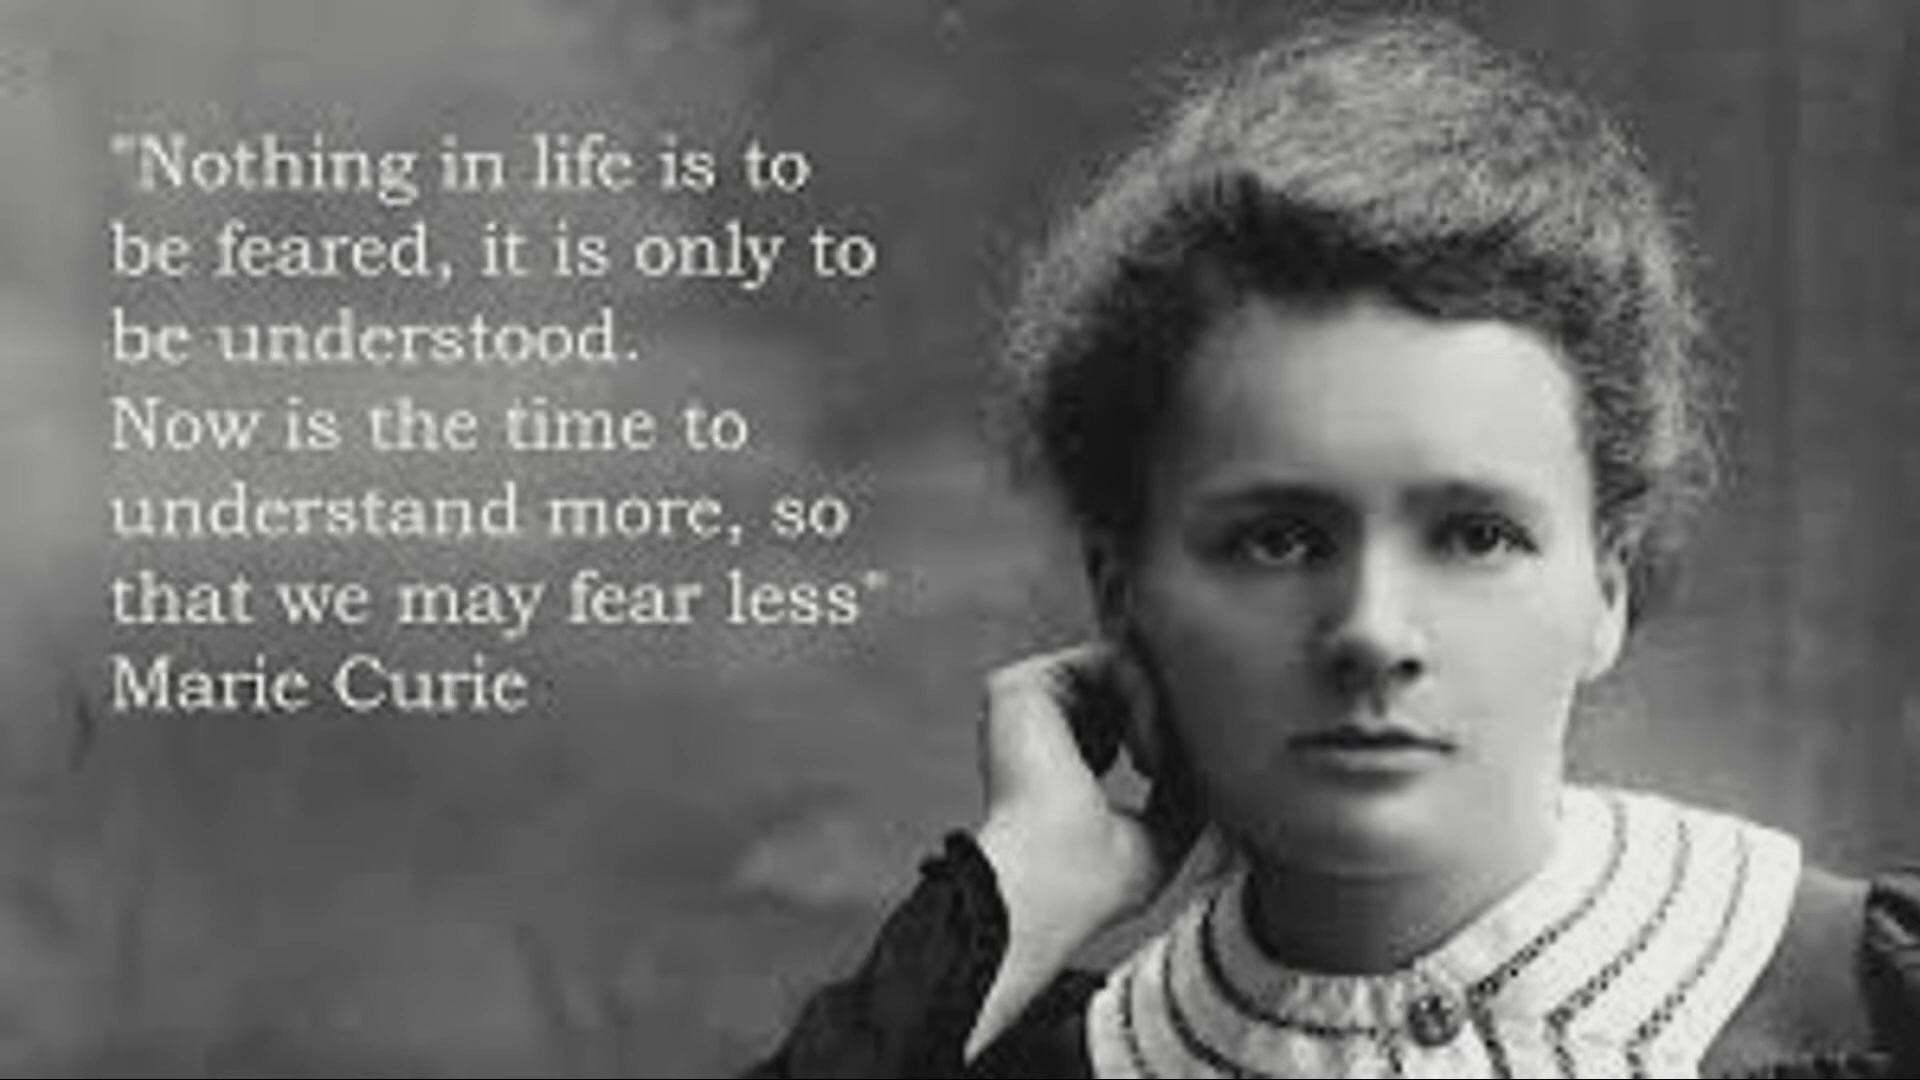 "Nothing in life is to
be feared, it is only to
be understood.
Now is the time to
understand more, so
that we may fear less"
Marie Curie